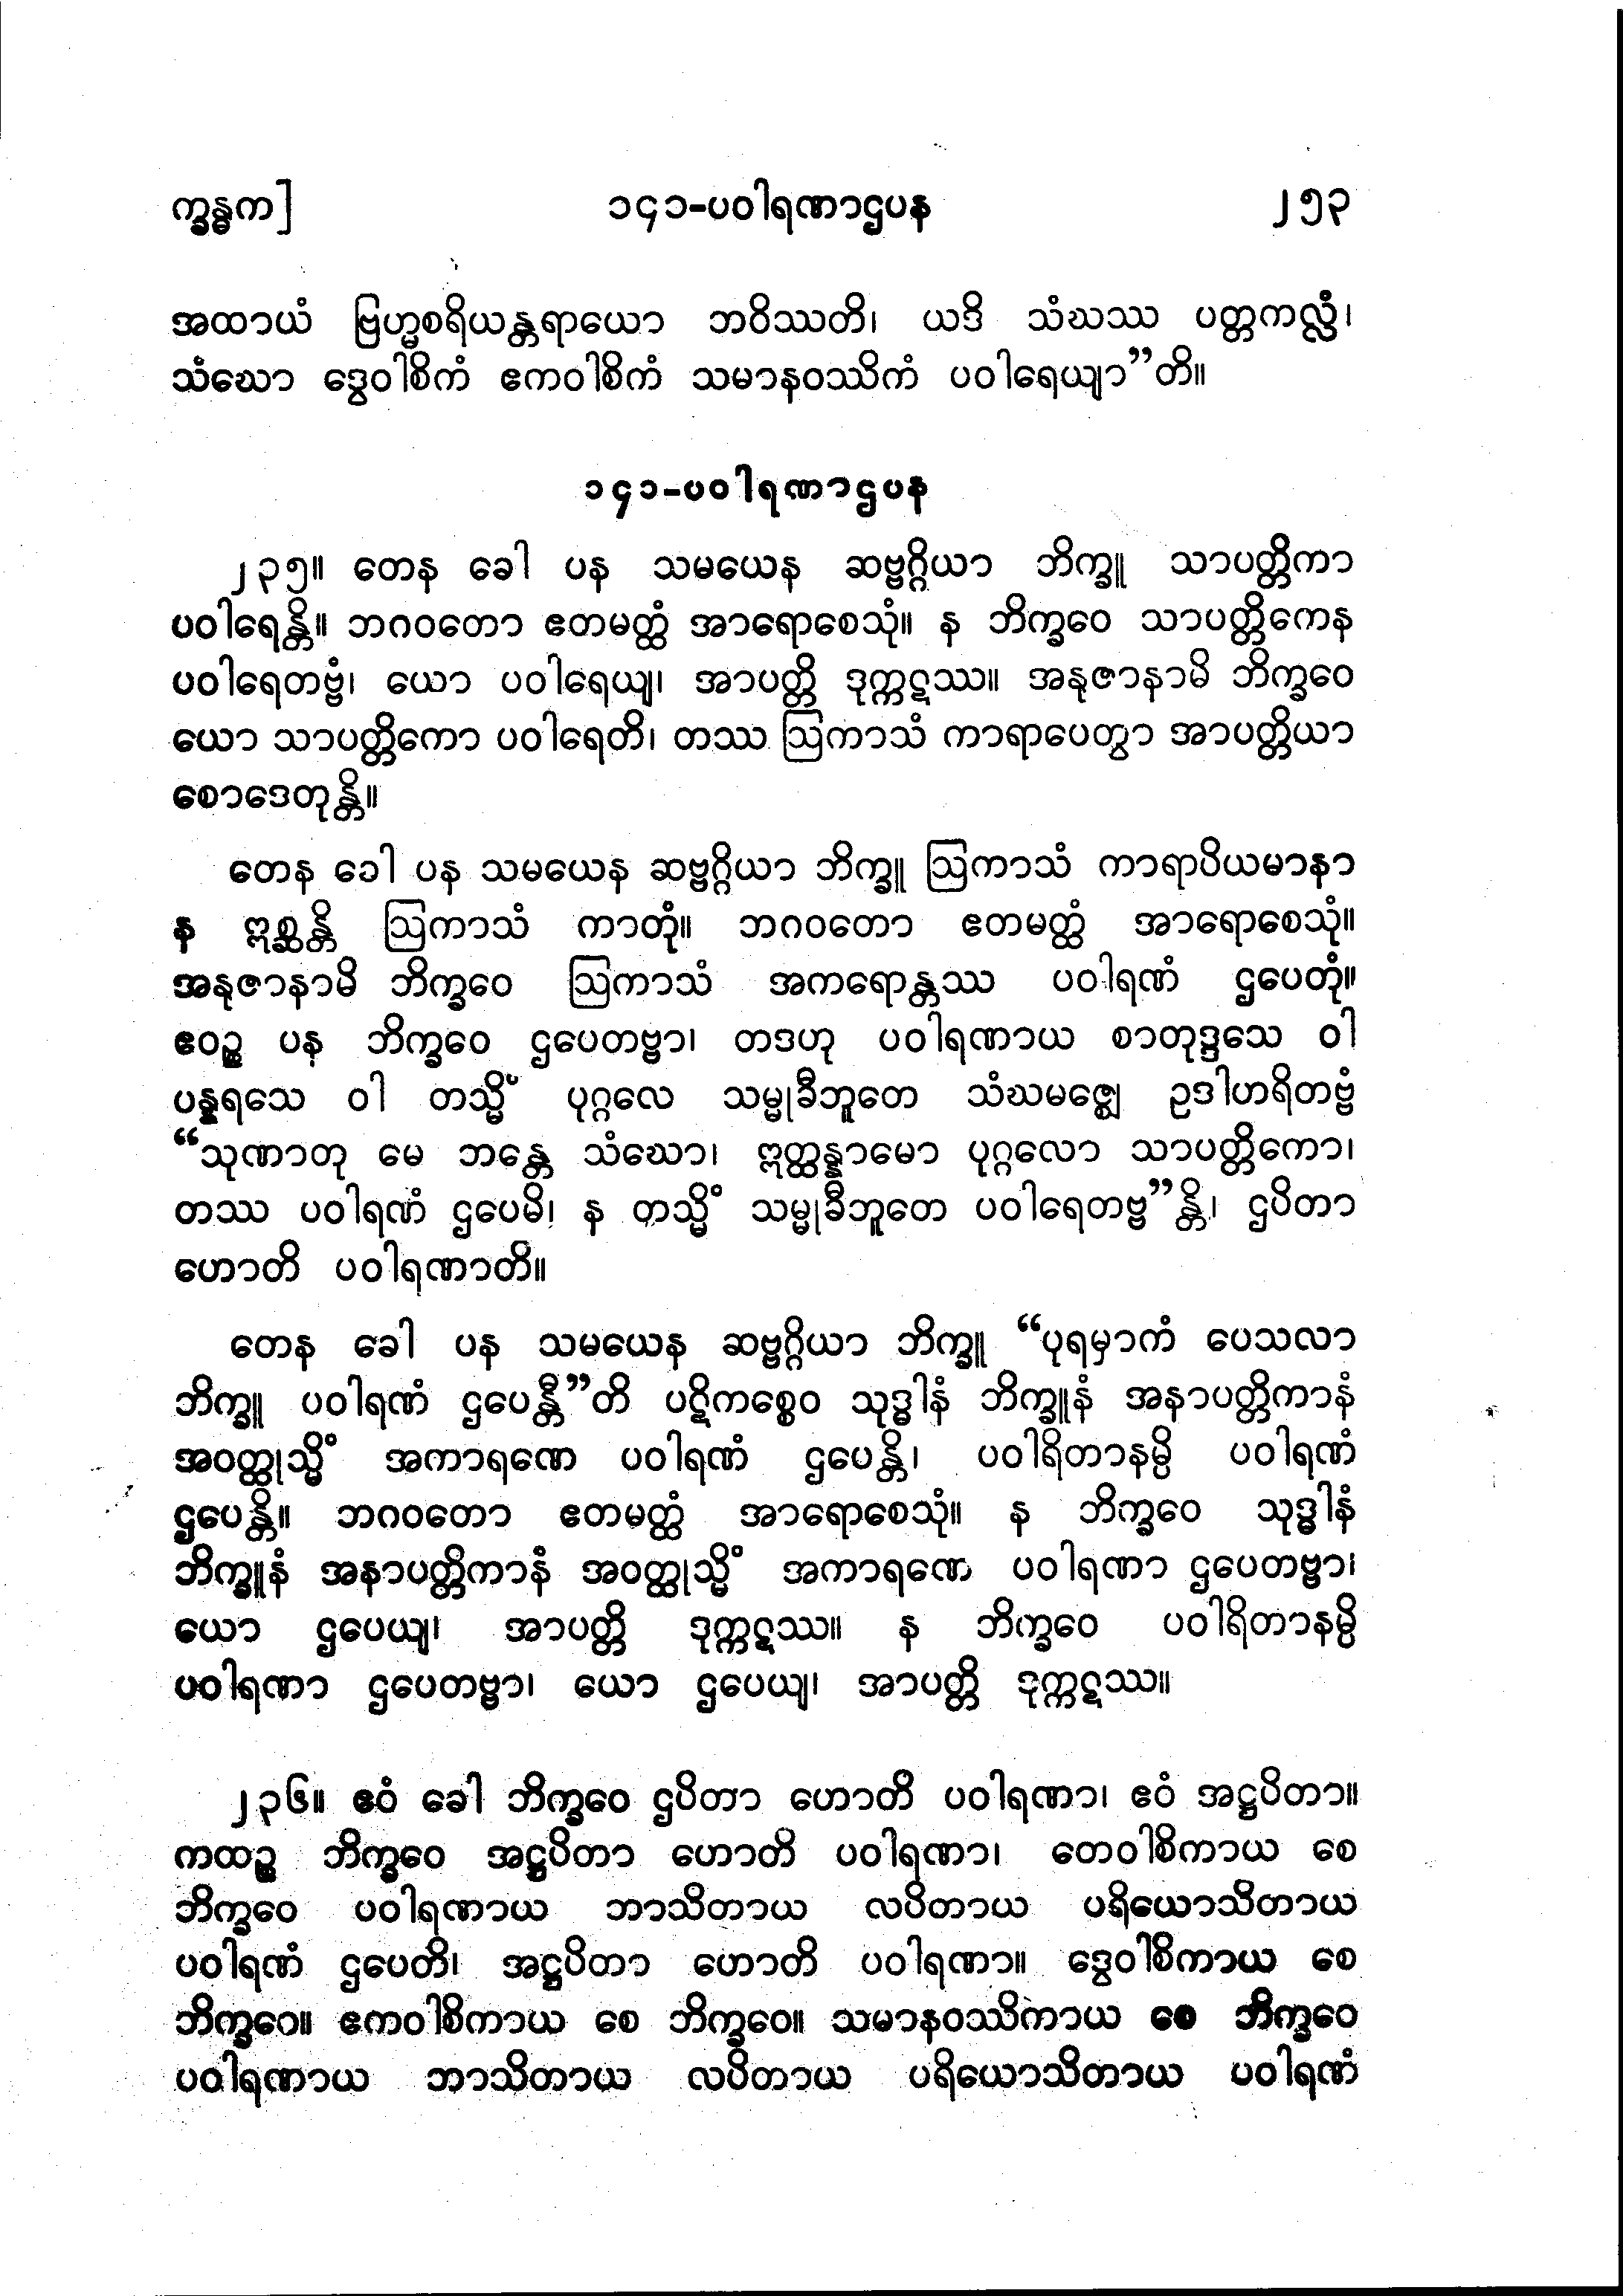 က္ခန္ဓက] ၁၄၁-ပဝါရဏာဌပန ၂၅၃
အထာယံ ဗြဟ္မစရိယန္တရာယော ဘဝိဿတိ၊ ယဒိ သံဃဿ ပတ္တကလ္လံ၊
သံဃော ဒွေဝါစိကံ ဧကဝါစိကံ သမာနဝဿိကံ ပဝါရေယျာ”တိ။
၁၄၁-ပဝါရဏာဌပန
၂၃၅။ တေန ခေါ ပန သမယေန ဆဗ္ဗဂ္ဂိယာ ဘိက္ခူ သာပတ္တိကာ
ပဝါရေန္တိ။ ဘဂဝတော ဧတမတ္ထံ အာရောစေသုံ။ န ဘိက္ခဝေ သာပတ္တိကေန
ပဝါရေတဗ္ဗံ၊ ယော ပဝါရေယျ၊ အာပတ္တိ ဒုက္ကဋဿ။ အနုဇာနာမိ ဘိက္ခဝေ
ယော သာပတ္တိကော ပဝါရေတိ၊ တဿ ဩကာသံ ကာရာပေတွာ အာပတ္တိယာ
စောဒေတုန္တိ။
တေန ခေါ ပန သမယေန ဆဗ္ဗဂ္ဂိယာ ဘိက္ခူ ဩကာသံ ကာရာပိယမာနာ
န ဣစ္ဆန္တိ ဩကာသံ ကာတုံ။ ဘဂဝတော ဧတမတ္ထံ အာရောစေသုံ။
အနုဇာနာမိ ဘိက္ခဝေ ဩကာသံ အကရောန္တဿ ပဝါရဏံ ဌပေတုံ။
ဧဝဉ္စ ပန ဘိက္ခဝေ ဌပေတဗ္ဗာ၊ တဒဟု ပဝါရဏာယ စာတုဒ္ဒသေ ဝါ
ပန္နရသေ ဝါ တသ္မိံ ပုဂ္ဂလေ သမ္မုခီဘူတေ သံဃမဇ္ဈေ ဥဒါဟရိတဗ္ဗံ
“သုဏာတု မေ ဘန္တေ သံဃော၊ ဣတ္ထန္နာမော ပုဂ္ဂလော သာပတ္တိကော၊
တဿ ပဝါရဏံ ဌပေမိ၊ န တသ္မိံ သမ္မုခီဘူတေ ပဝါရေတဗ္ဗ”န္တိ၊ ဌပိတာ
ဟောတိ ပဝါရဏာတိ။
တေန ခေါ ပန သမယေန ဆဗ္ဗဂ္ဂိယာ ဘိက္ခူ “ပုရမှာကံ ပေသလာ
ဘိက္ခူ ပဝါရဏံ ဌပေန္တီ”တိ ပဋိကစ္စေဝ သုဒ္ဓါနံ ဘိက္ခူနံ အနာပတ္တိကာနံ
အဝတ္ထုသ္မိံ အကာရဏေ ပဝါရဏံ ဌပေန္တိ၊ ပဝါရိတာနမ္ပိ ပဝါရဏံ
ဌပေန္တိ။ ဘဂဝတော ဧတမတ္ထံ အာရောစေသုံ။ န ဘိက္ခဝေ သုဒ္ဓါနံ
ဘိက္ခူနံ အနာပတ္တိကာနံ အဝတ္ထုသ္မိံ အကာရဏေ ပဝါရဏာ ဌပေတဗ္ဗာ၊
ယော ဌပေယျ၊ အာပတ္တိ ဒုက္ကဋဿ။ န ဘိက္ခဝေ ပဝါရိတာနမ္ပိ
ပဝါရဏာ ဌပေတဗ္ဗာ၊ ယော ဌပေယျ၊ အာပတ္တိ ဒုက္ကဋဿ။
၂၃၆။ ဧဝံ ခေါ ဘိက္ခဝေ ဌပိတာ ဟောတိ ပဝါရဏာ၊ ဧဝံ အဋ္ဌပိတာ။
ကထဉ္စ ဘိက္ခဝေ အဋ္ဌပိတာ ဟောတိ ပဝါရဏာ၊ တေဝါစိကာယ စေ
ဘိက္ခဝေ ပဝါရဏာယ ဘာသိတာယ လပိတာယ ပရိယောသိတာယ
ပဝါရဏံ ဌပေတိ၊ အဋ္ဌပိတာ ဟောတိ ပဝါရဏာ။ ဒွေဝါစိကာယ စေ
ဘိက္ခဝေ။ ဧကဝါစိကာယ စေ ဘိက္ခဝေ။ သမာနဝဿိကာယ စေ ဘိက္ခဝေ
ပဝါရဏာယ ဘာသိတာယ လပိတာယ ပရိယောသိတာယ ပဝါရဏံ